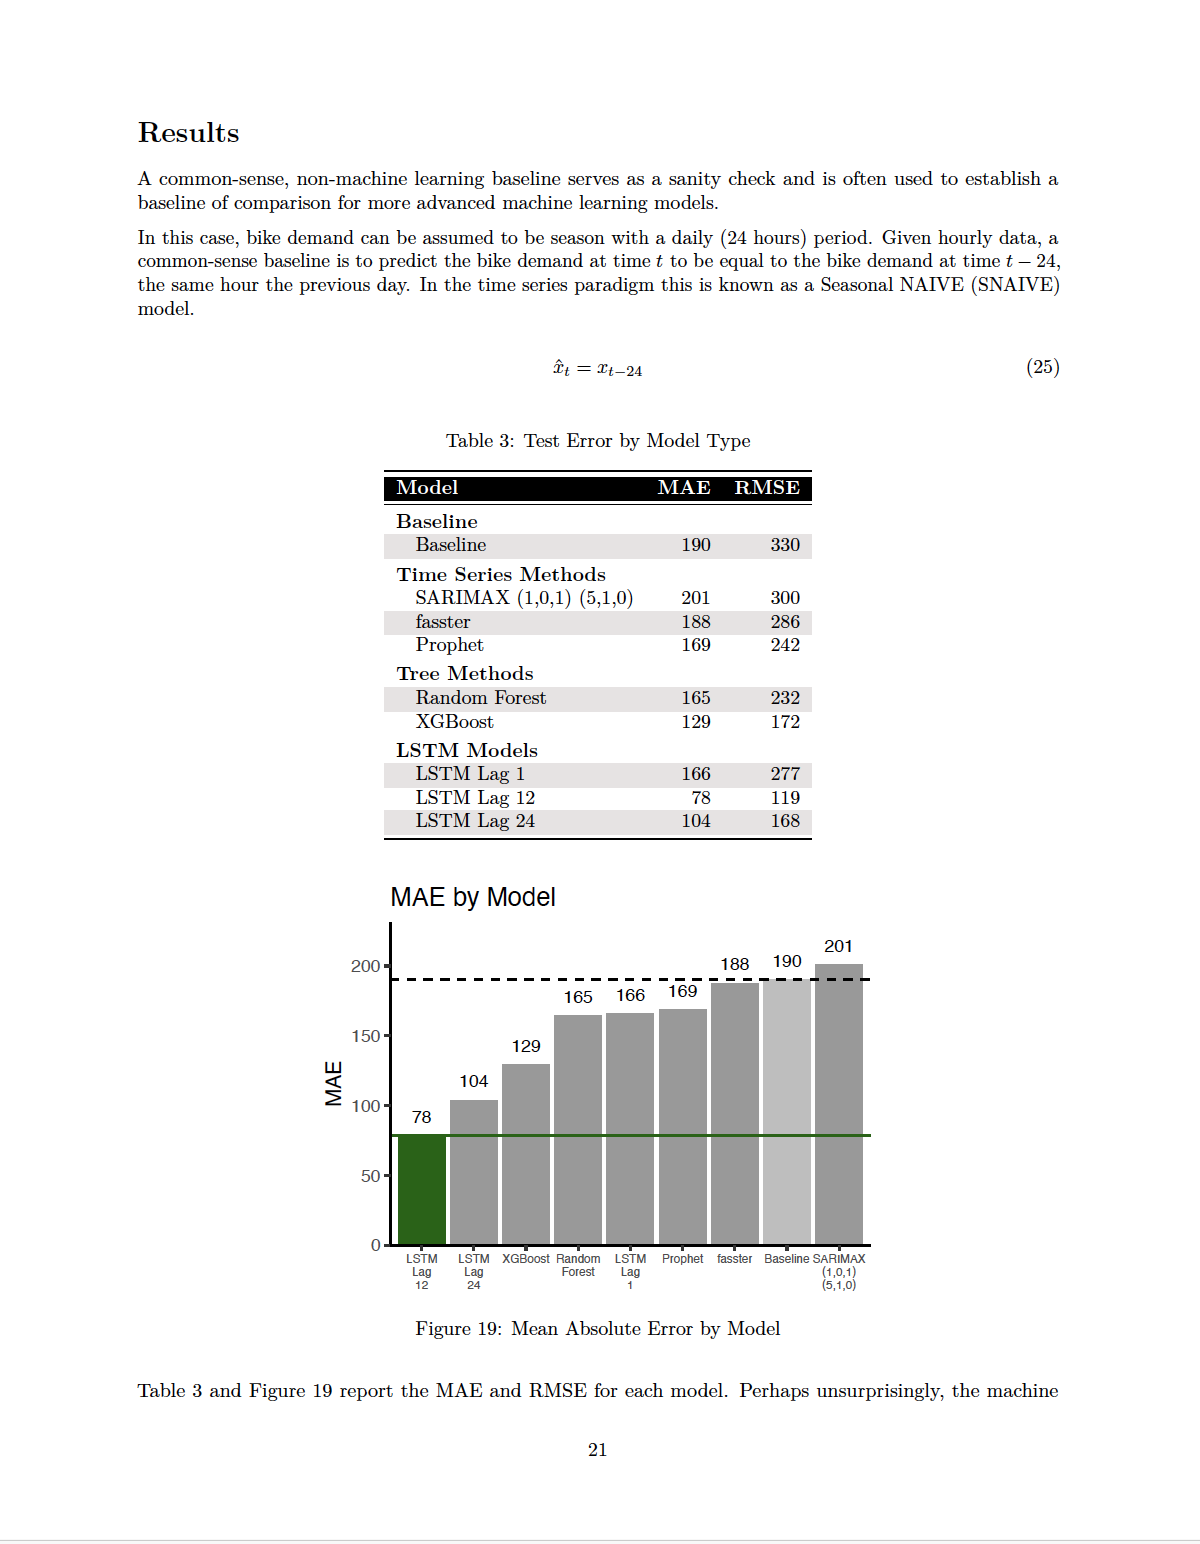 Results
A common-sense, non-machine learning baseline serves as a sanity check and is often used to establish a
baseline of comparison for more advanced machine learning models.
In this case, bike demand can be assumed to be season with a daily (24 hours) period. Given hourly data, a
common-sense baseline is to predict the bike demand at time t to be equal to the bike demand at time t − 24,
the same hour the previous day. In the time series paradigm this is known as a Seasonal NAIVE (SNAIVE)
model.
x̂ₜ = xₜ₋₂₄ (25)
Table 3: Test Error by Model Type
Model MAE RMSE
Baseline
Baseline 190 330
Time Series Methods
SARIMAX (1,0,1) (5,1,0) 201 300
fasster 188 286
Prophet 169 242
Tree Methods
Random Forest 165 232
XGBoost 129 172
LSTM Models
LSTM Lag 1 166 277
LSTM Lag 12 78 119
LSTM Lag 24 104 168
MAE by Model
MAE
200
150
100
50
0
78
104
129
165
166
169
188
190
201
LSTM Lag 12
LSTM Lag 24
XGBoost
Random Forest
LSTM Lag 1
Prophet
fasster
Baseline
SARIMAX (1,0,1) (5,1,0)
Figure 19: Mean Absolute Error by Model
Table 3 and Figure 19 report the MAE and RMSE for each model. Perhaps unsurprisingly, the machine
21